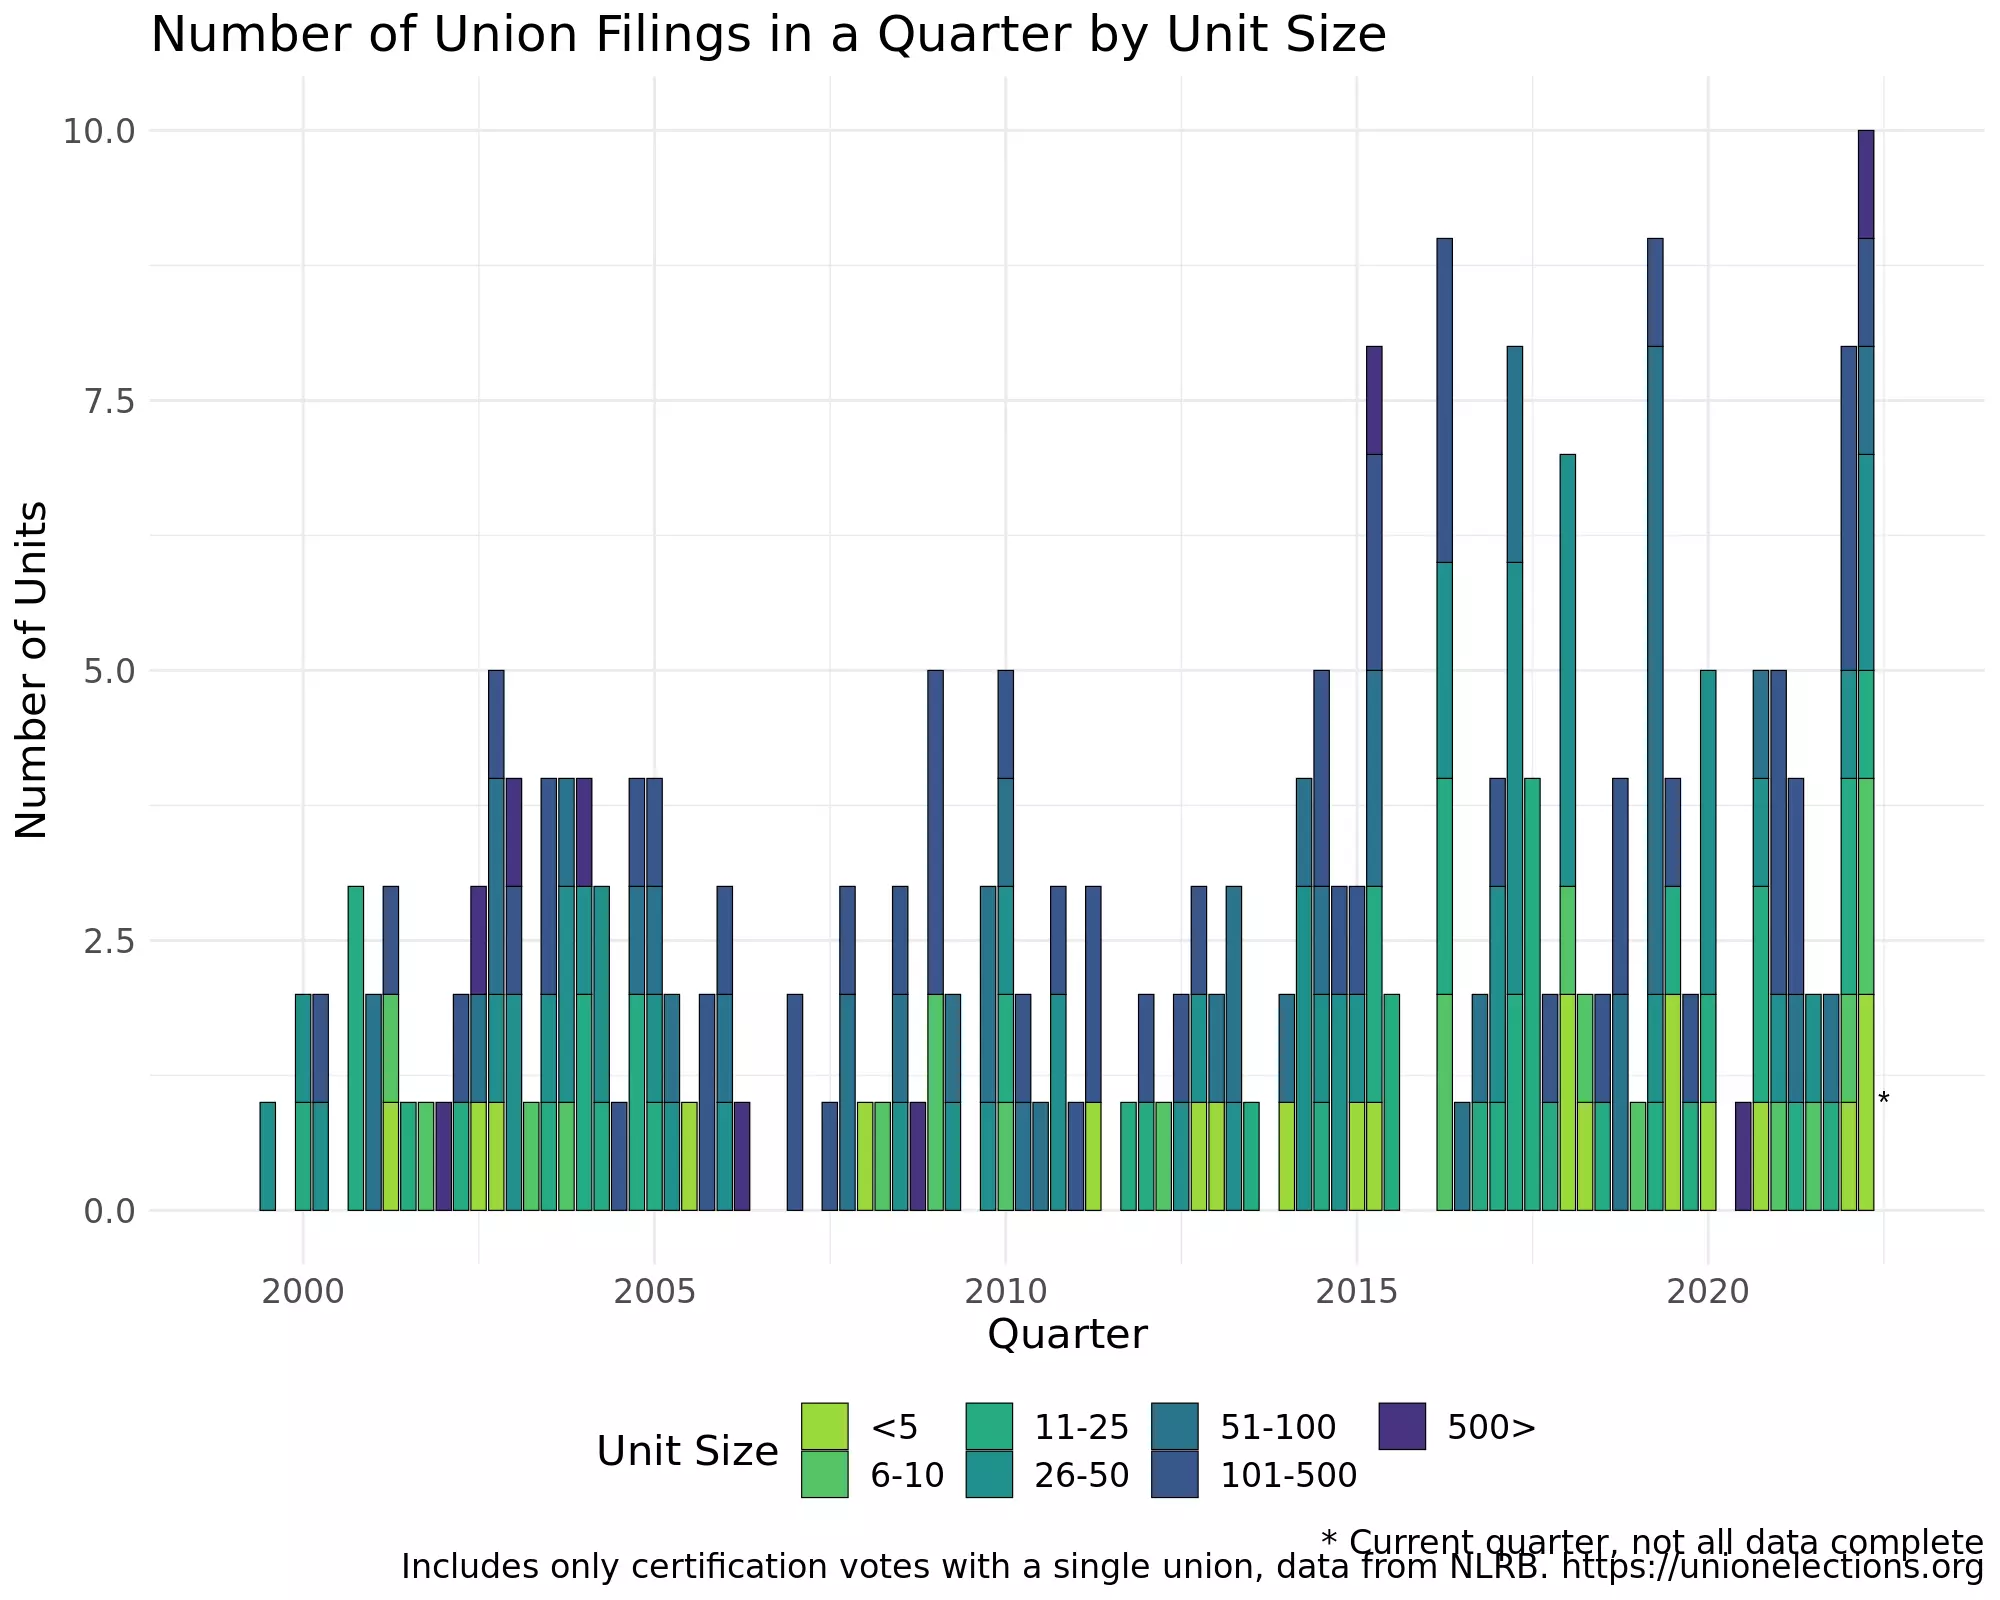 Number of Union Filings in a Quarter by Unit Size
10.0
7.5
5.0
2.5
0.0
Number of Units
*
2000 2005 2010 2015 2020
Quarter
Unit Size
<5 11-25 51-100 500>
6-10 26-50 101-500
* Current quarter, not all data complete
Includes only certification votes with a single union, data from NLRB. https://unionelections.org